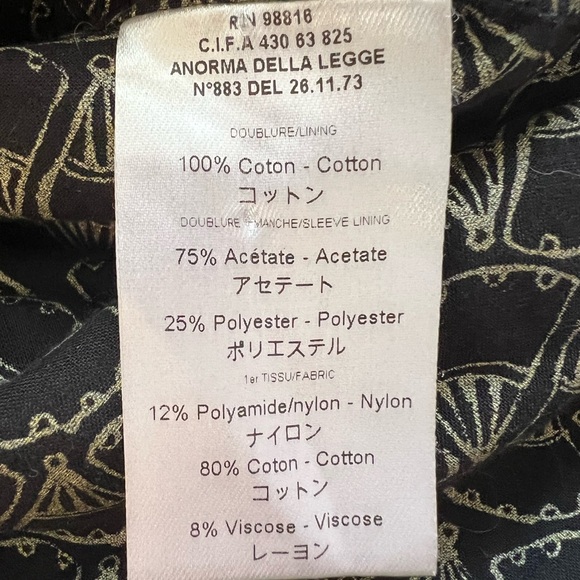 RN 98816
C.I.F.A 430 63 825
ANORMA DELLA LEGGE
N°883 DEL 26.11.73
DOUBLURE/LINING
100% Coton - Cotton
コットン
DOUBLURE MANCHE/SLEEVE LINING
75% Acétate - Acetate
アセテート
25% Polyester - Polyester
ポリエステル
1er TISSU/FABRIC
12% Polyamide/nylon - Nylon
ナイロン
80% Coton - Cotton
コットン
8% Viscose - Viscose
レーヨン